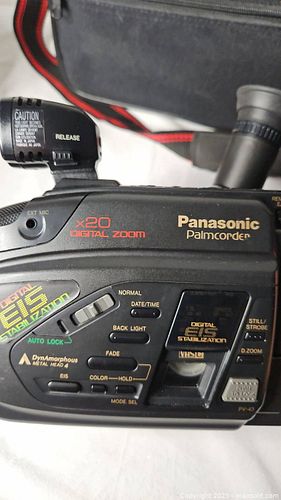 CAUTION
RELEASE
EXT MIC
x20
DIGITAL ZOOM
Panasonic
Palmcorder
DIGITAL
EIS
STABILIZATION
NORMAL
AUTO LOCK
DATE/TIME
BACK LIGHT
FADE
DynAmorphous
METAL HEAD 4
EIS
COLOR
HOLD
MODE SEL
DIGITAL
EIS
STABILIZATION
VHSC
STILL/
STROBE
D.ZOOM